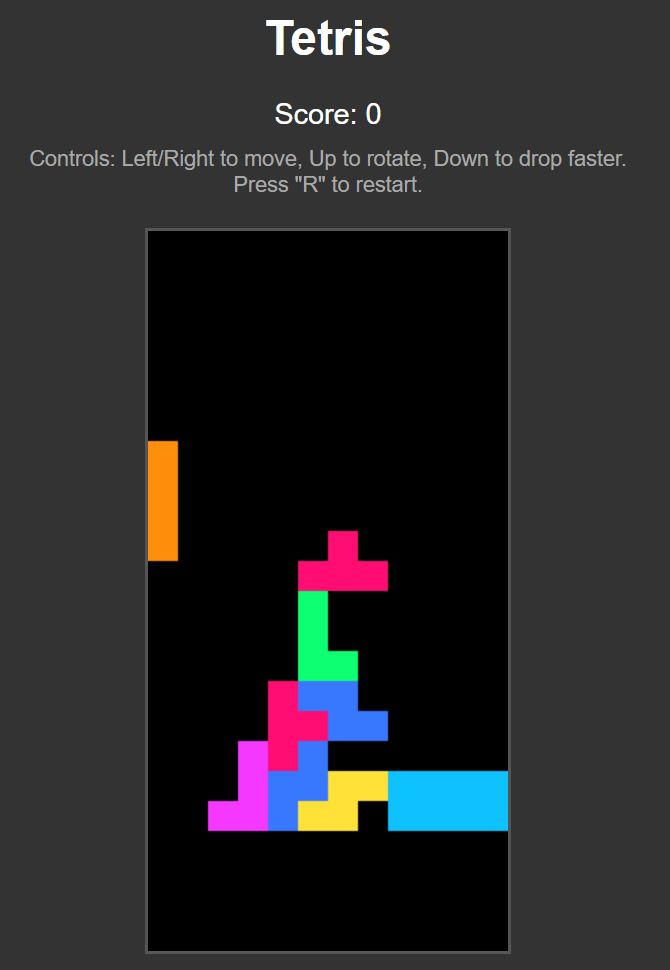 Tetris
Score: 0
Controls: Left/Right to move, Up to rotate, Down to drop faster.
Press "R" to restart.